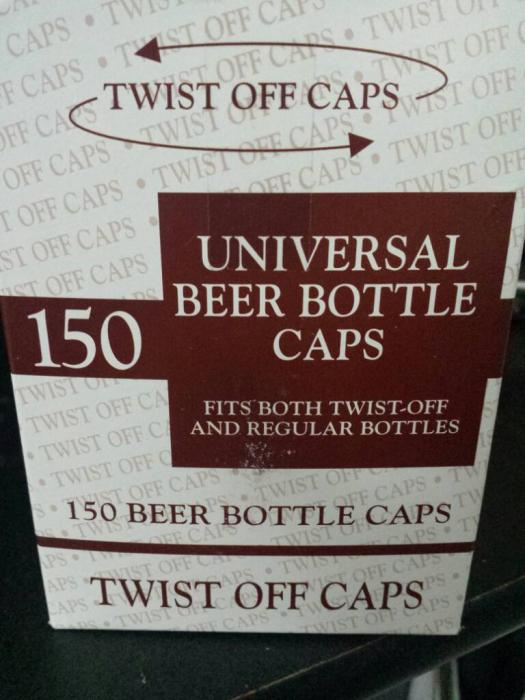 TWIST OFF CAPS
UNIVERSAL
BEER BOTTLE
CAPS
150
FITS BOTH TWIST-OFF
AND REGULAR BOTTLES
150 BEER BOTTLE CAPS
TWIST OFF CAPS